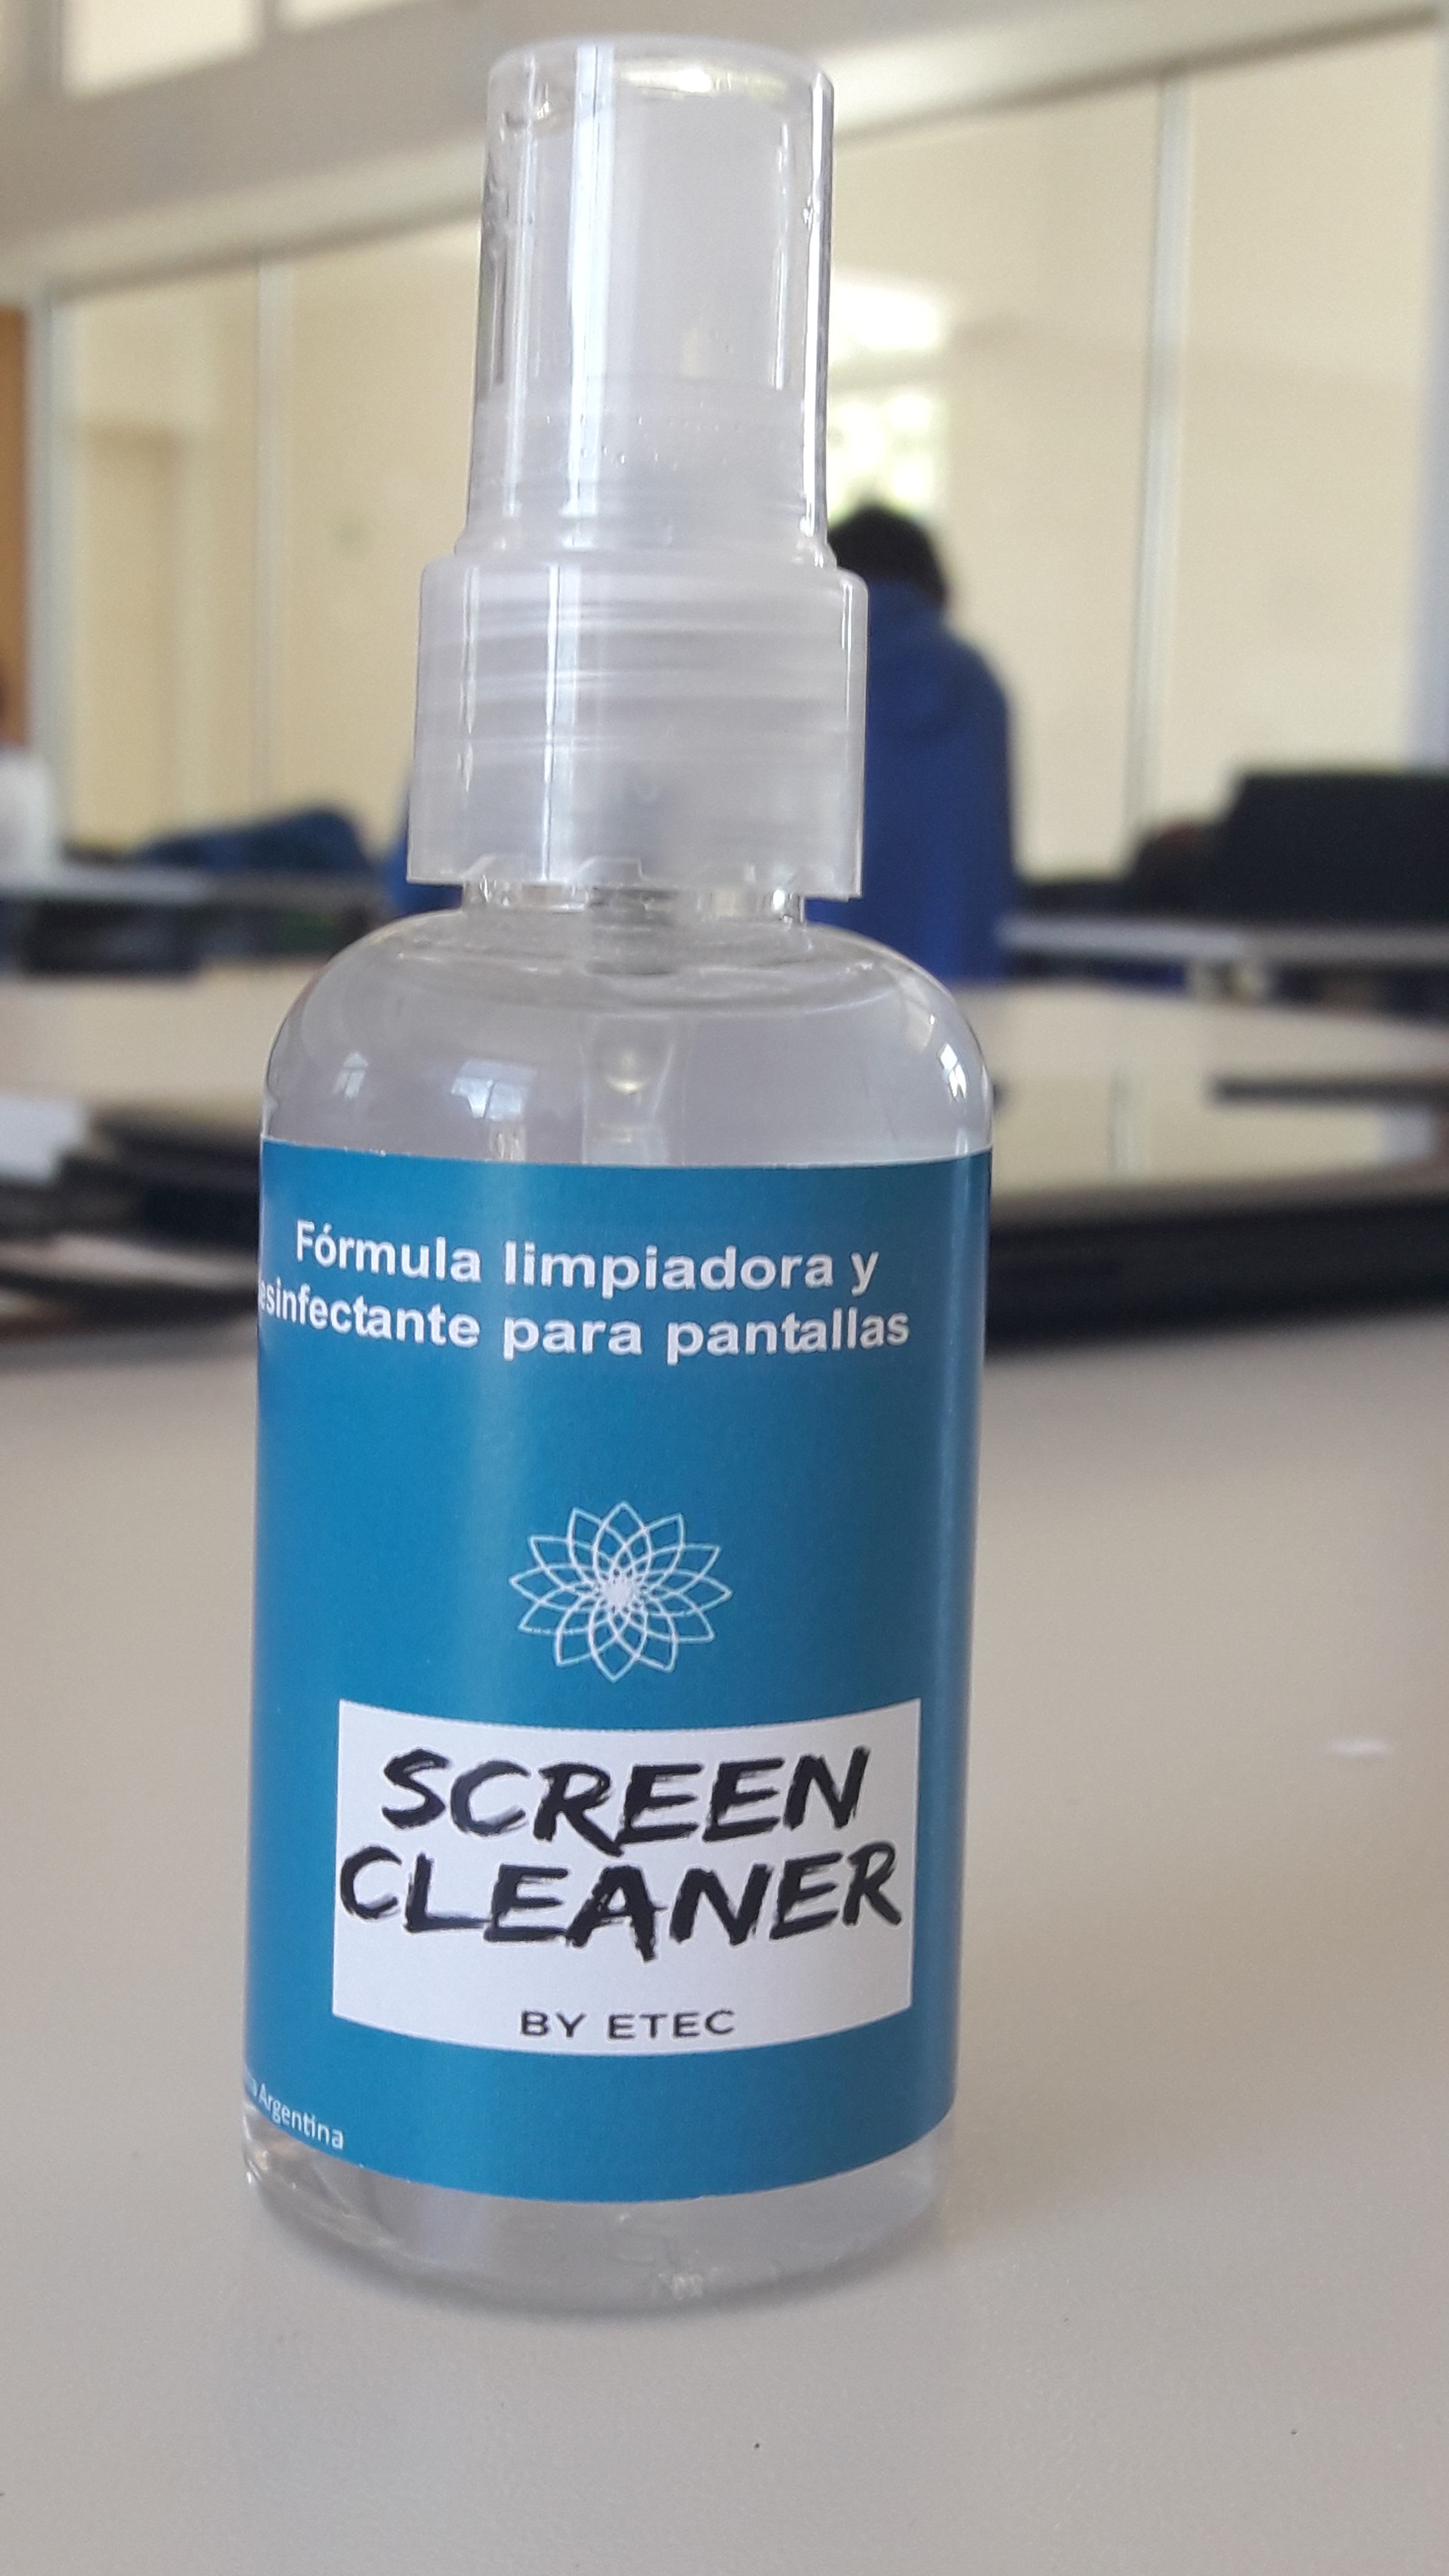 Fórmula limpiadora y
esinfectante para pantallas
SCREEN
CLEANER
BY ETEC
Argentina